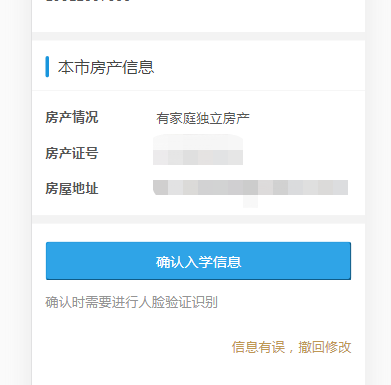 本市房产信息
房产情况 有家庭独立房产
房产证号
房屋地址
确认入学信息
确认时需要进行人脸验证识别
信息有误，撤回修改